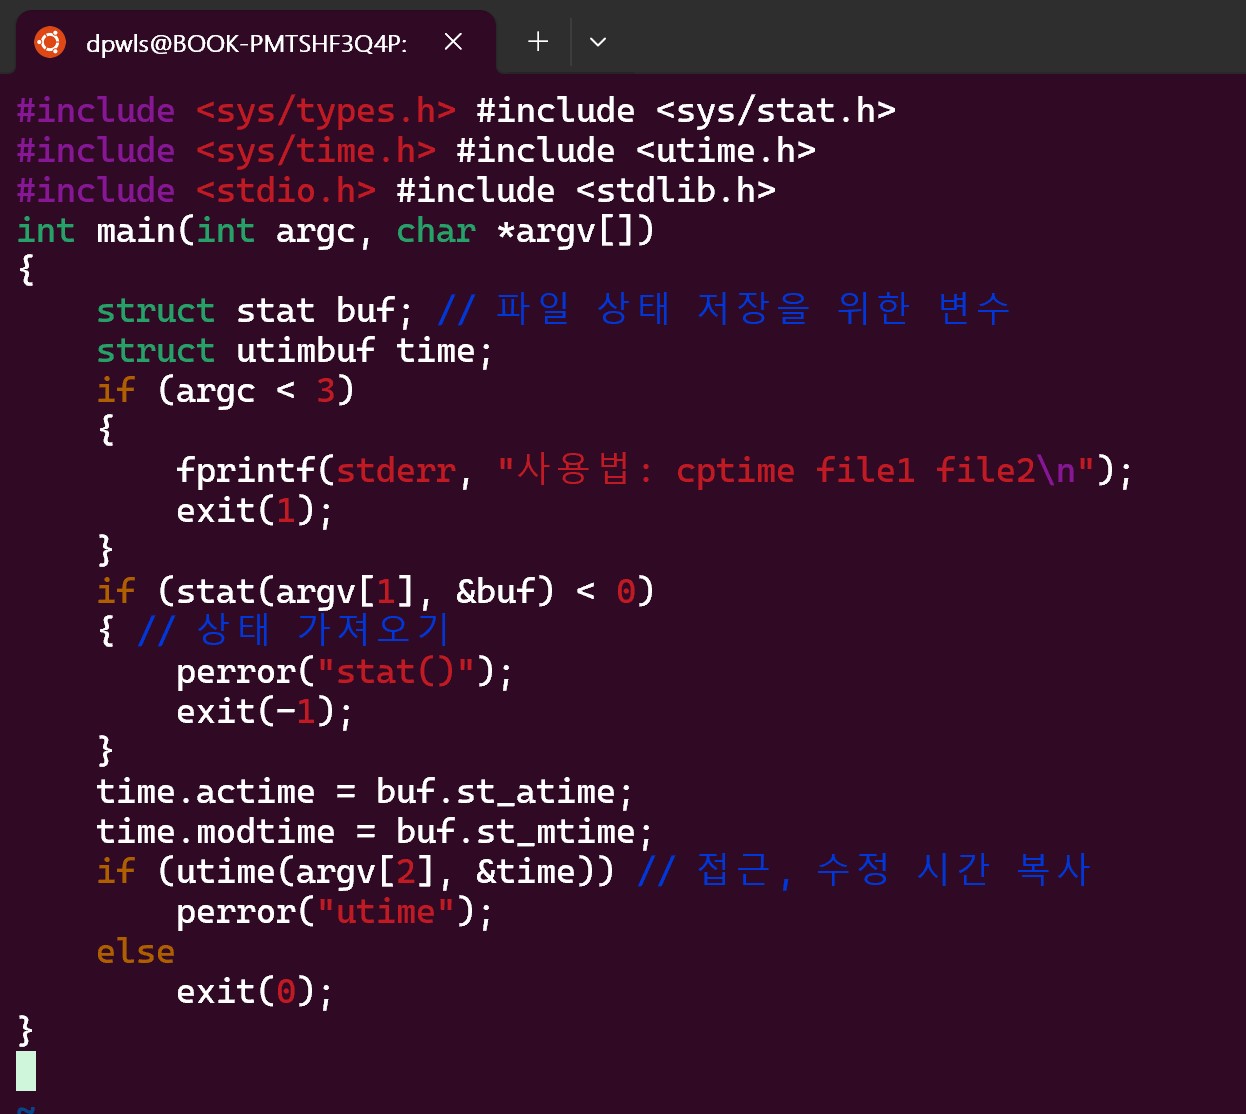 dpwls@BOOK-PMTSHF3Q4P:
#include <sys/types.h> #include <sys/stat.h>
#include <sys/time.h> #include <utime.h>
#include <stdio.h> #include <stdlib.h>
int main(int argc, char *argv[])
{
    struct stat buf; // 파일 상태 저장을 위한 변수
    struct utimbuf time;
    if (argc < 3)
    {
        fprintf(stderr, "사용법: cptime file1 file2\n");
        exit(1);
    }
    if (stat(argv[1], &buf) < 0)
    { // 상태 가져오기
        perror("stat()");
        exit(-1);
    }
    time.actime = buf.st_atime;
    time.modtime = buf.st_mtime;
    if (utime(argv[2], &time)) // 접근, 수정 시간 복사
        perror("utime");
    else
        exit(0);
}
~